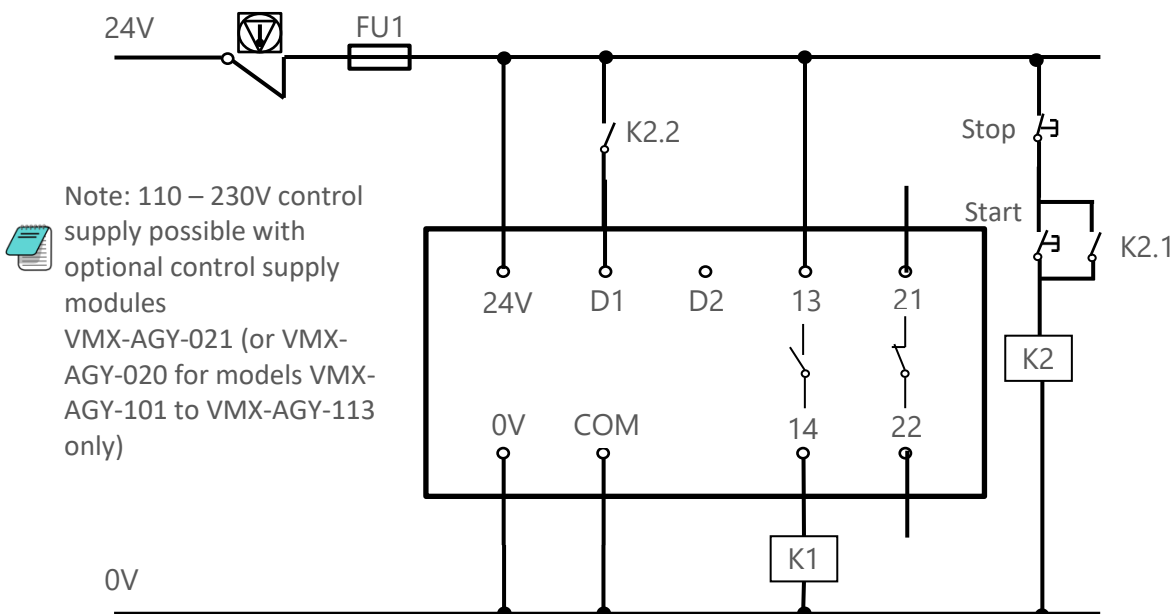 24V
FU1
K2.2
Stop
Note: 110 – 230V control
supply possible with
optional control supply
modules
VMX-AGY-021 (or VMX-
AGY-020 for models VMX-
AGY-101 to VMX-AGY-113
only)
Start
K2.1
24V
D1
D2
13
21
K2
0V
COM
14
22
K1
0V